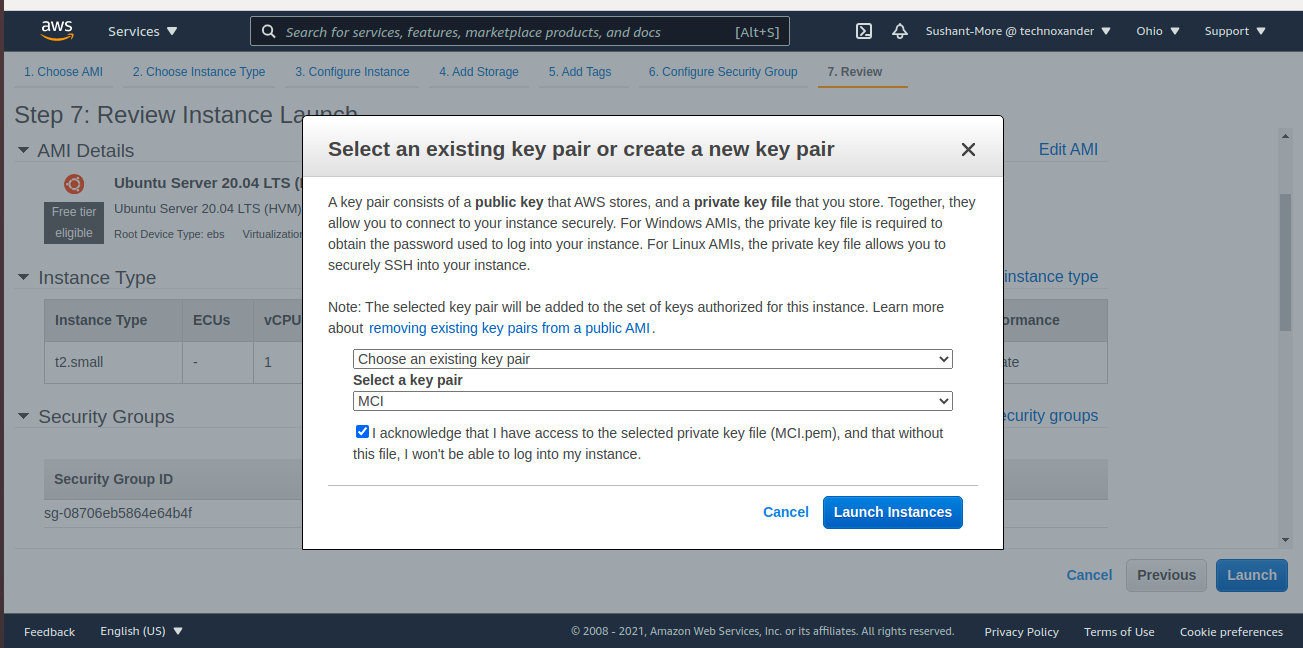 aws
Services
Search for services, features, marketplace products, and docs [Alt+S]
Sushant-More @ technoxander
Ohio
Support
1. Choose AMI
2. Choose Instance Type
3. Configure Instance
4. Add Storage
5. Add Tags
6. Configure Security Group
7. Review
Step 7: Review Instance Launch
AMI Details
Edit AMI
Free tier
eligible
Ubuntu Server 20.04 LTS (
Ubuntu Server 20.04 LTS (HVM)
Root Device Type: ebs Virtualization
Instance Type
instance type
Instance Type ECUs vCPU ormance
t2.small - 1 ate
Security Groups
ecurity groups
Security Group ID
sg-08706eb5864e64b4f
Select an existing key pair or create a new key pair
A key pair consists of a public key that AWS stores, and a private key file that you store. Together, they
allow you to connect to your instance securely. For Windows AMIs, the private key file is required to
obtain the password used to log into your instance. For Linux AMIs, the private key file allows you to
securely SSH into your instance.
Note: The selected key pair will be added to the set of keys authorized for this instance. Learn more
about removing existing key pairs from a public AMI.
Choose an existing key pair
Select a key pair
MCI
I acknowledge that I have access to the selected private key file (MCI.pem), and that without
this file, I won't be able to log into my instance.
Cancel
Launch Instances
Cancel
Previous
Launch
Feedback
English (US)
© 2008 - 2021, Amazon Web Services, Inc. or its affiliates. All rights reserved.
Privacy Policy
Terms of Use
Cookie preferences